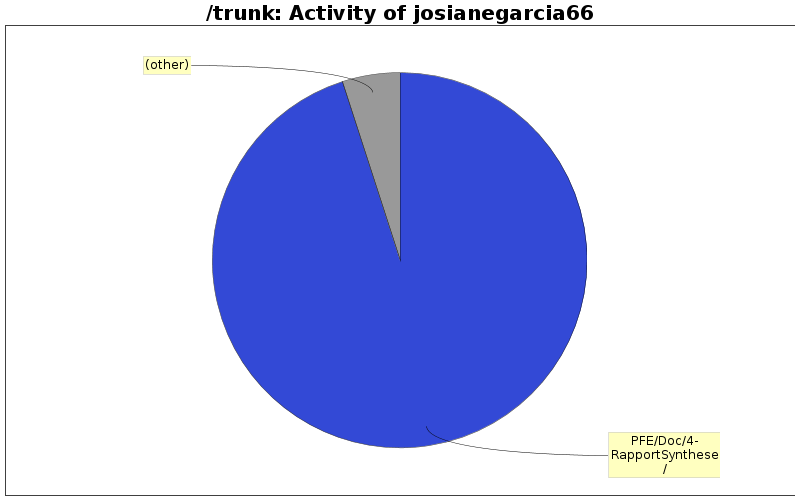 /trunk: Activity of josianegarcia66
(other)
PFE/Doc/4-
RapportSynthese
/